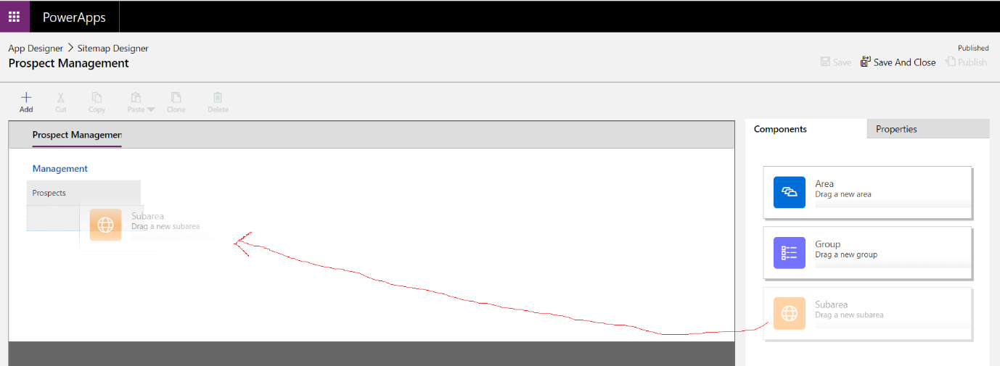 PowerApps
App Designer > Sitemap Designer
Prospect Management
Published
Save Save And Close Publish
Add Cut Copy Paste Clone Delete
Prospect Managemen
Management
Prospects
Subarea
Drag a new subarea
Components Properties
Area
Drag a new area
Group
Drag a new group
Subarea
Drag a new subarea